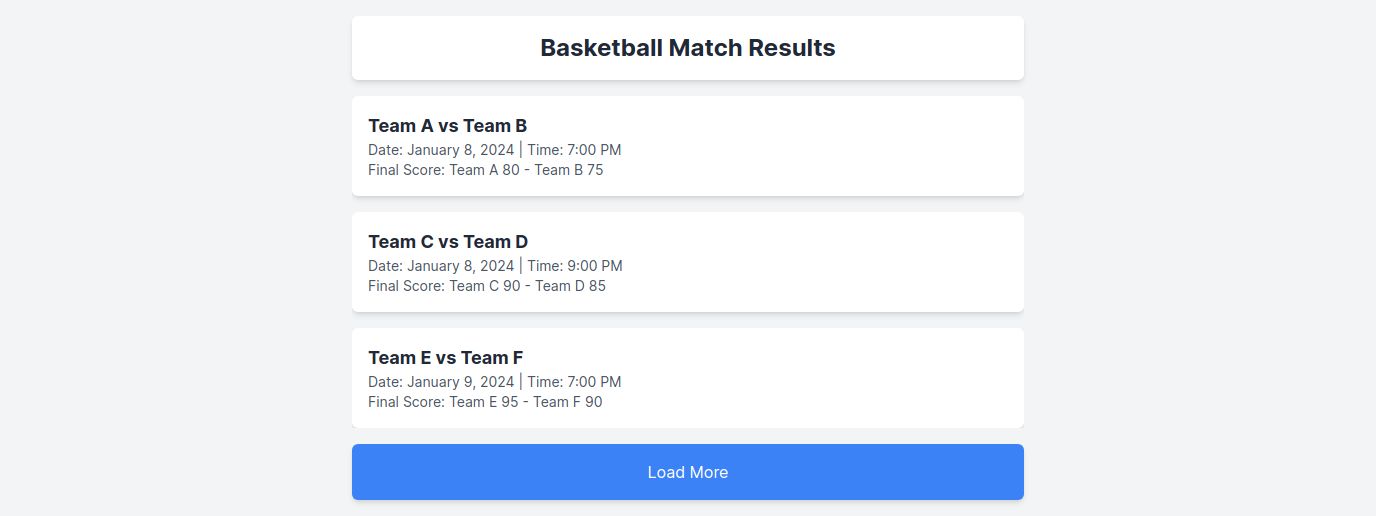 Basketball Match Results
Team A vs Team B
Date: January 8, 2024 | Time: 7:00 PM
Final Score: Team A 80 - Team B 75
Team C vs Team D
Date: January 8, 2024 | Time: 9:00 PM
Final Score: Team C 90 - Team D 85
Team E vs Team F
Date: January 9, 2024 | Time: 7:00 PM
Final Score: Team E 95 - Team F 90
Load More